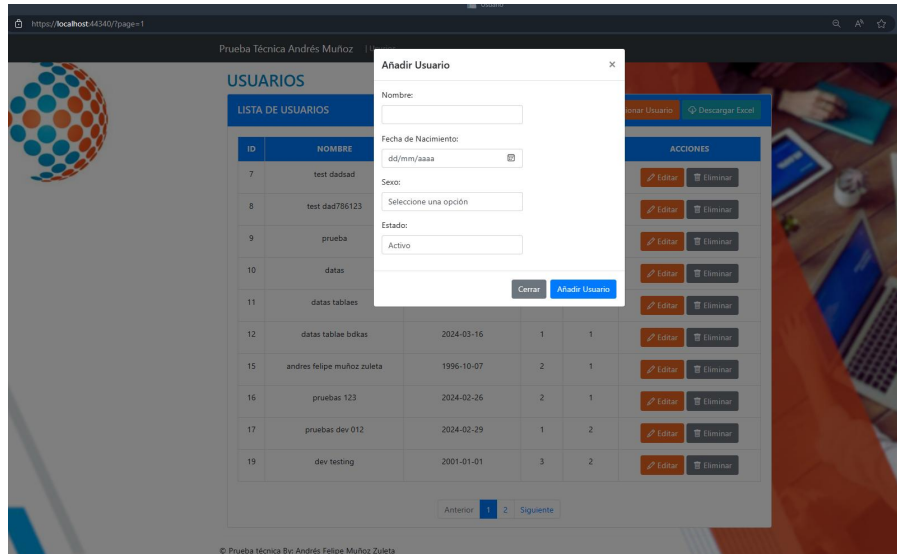 Usuario
https://localhost:44340/?page=1
Prueba Técnica Andrés Muñoz
USUARIOS
LISTA DE USUARIOS
Descargar Excel
Añadir Usuario ×
Nombre:
Fecha de Nacimiento:
dd/mm/aaaa
Sexo:
Seleccione una opción
Estado:
Activo
Cerrar Añadir Usuario
ID NOMBRE ACCIONES
7 test dadsad Editar Eliminar
8 test dad786123 Editar Eliminar
9 prueba Editar Eliminar
10 datas Editar Eliminar
11 datas tablaes Editar Eliminar
12 datas tablae bdkas 2024-03-16 1 1 Editar Eliminar
15 andres felipe muñoz zuleta 1996-10-07 2 1 Editar Eliminar
16 pruebas 123 2024-02-26 2 1 Editar Eliminar
17 pruebas dev 012 2024-02-29 1 2 Editar Eliminar
19 dev testing 2001-01-01 3 2 Editar Eliminar
Anterior 1 2 Siguiente
© Prueba técnica By: Andrés Felipe Muñoz Zuleta